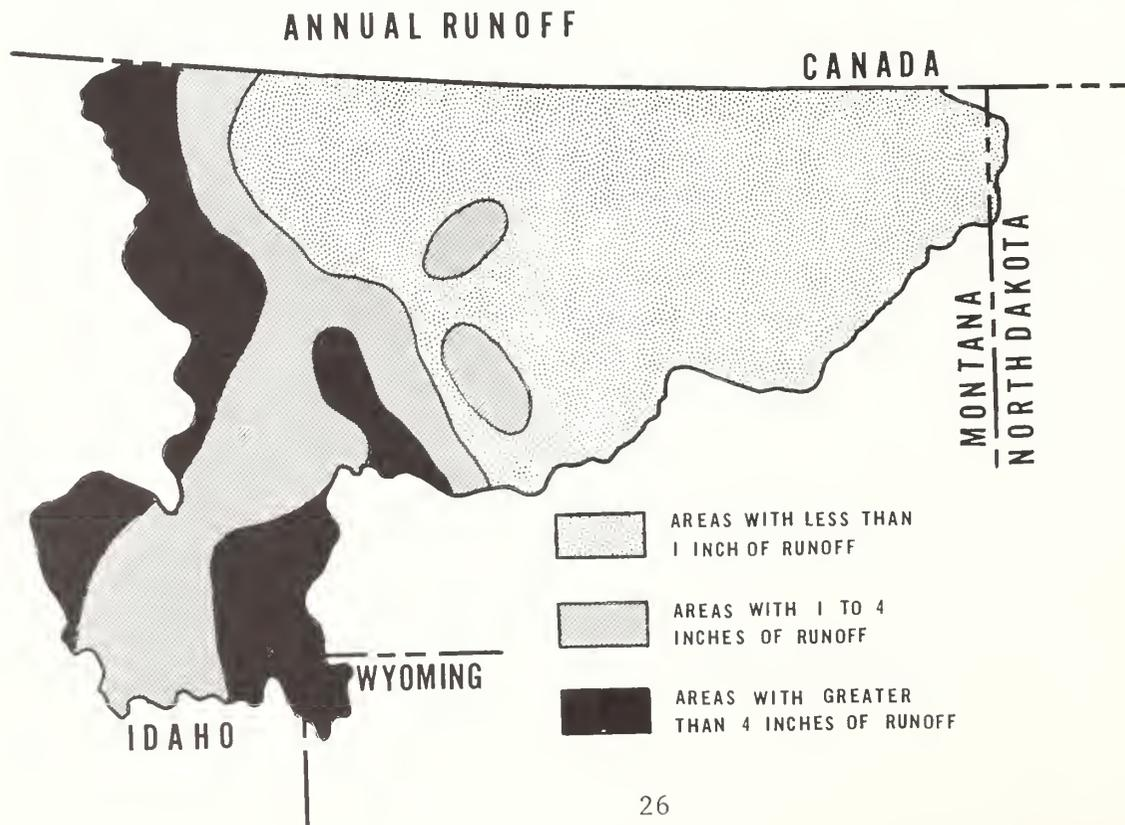 ANNUAL RUNOFF
CANADA
MONTANA
NORTH DAKOTA
AREAS WITH LESS THAN
1 INCH OF RUNOFF
AREAS WITH 1 TO 4
INCHES OF RUNOFF
WYOMING
AREAS WITH GREATER
THAN 4 INCHES OF RUNOFF
IDAHO
26